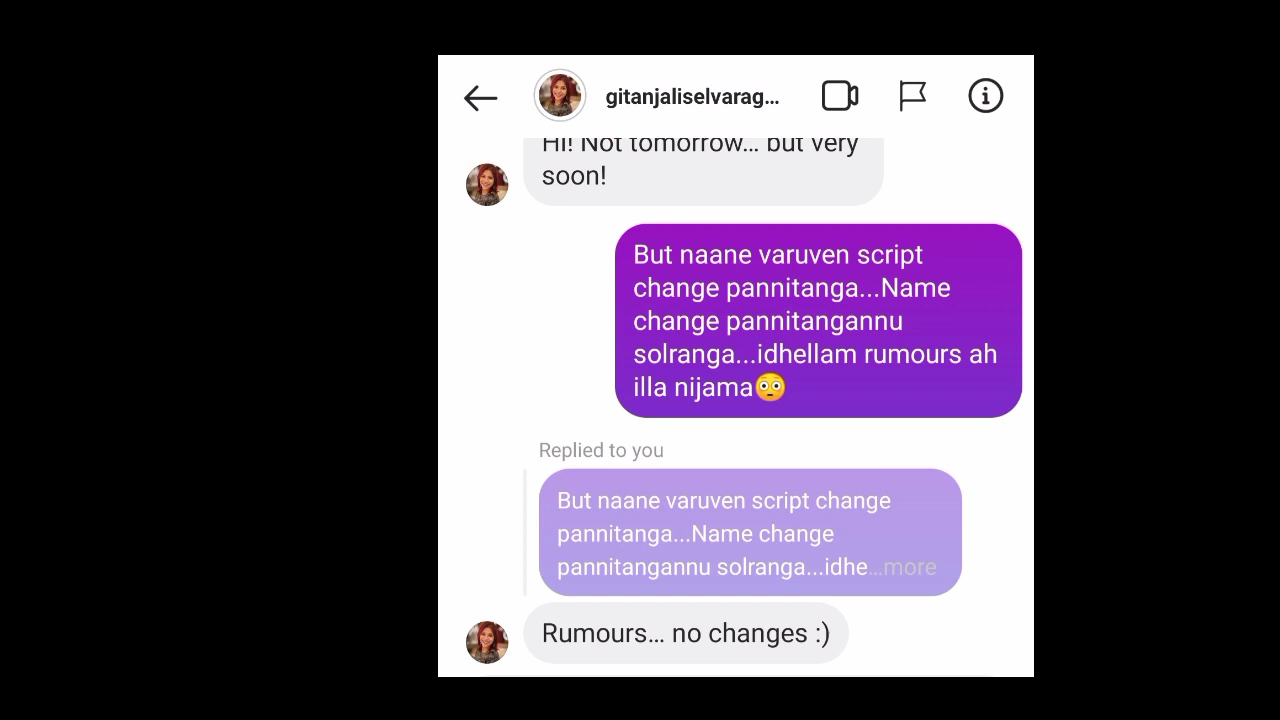 gitanjaliselvarag...
Hi! Not tomorrow... but very
soon!
But naane varuven script
change pannitanga...Name
change pannitangannu
solranga...idhellam rumours ah
illa nijama😳
Replied to you
But naane varuven script change
pannitanga...Name change
pannitangannu solranga...idhe...more
Rumours... no changes :)